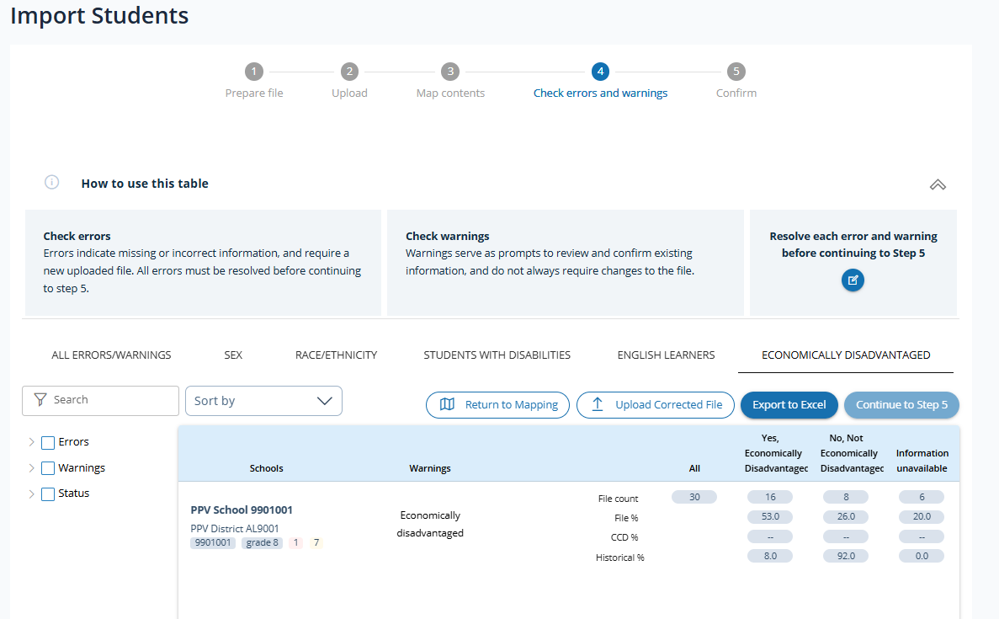 Import Students
1 2 3 4 5
Prepare file Upload Map contents Check errors and warnings Confirm
How to use this table
Check errors
Errors indicate missing or incorrect information, and require a
new uploaded file. All errors must be resolved before continuing
to step 5.
Check warnings
Warnings serve as prompts to review and confirm existing
information, and do not always require changes to the file.
Resolve each error and warning
before continuing to Step 5
ALL ERRORS/WARNINGS SEX RACE/ETHNICITY STUDENTS WITH DISABILITIES ENGLISH LEARNERS ECONOMICALLY DISADVANTAGED
Search Sort by Return to Mapping Upload Corrected File Export to Excel Continue to Step 5
Errors
Warnings
Status
Schools Warnings All
Yes,
Economically
Disadvantaged
No, Not
Economically
Disadvantaged
Information
unavailable
PPV School 9901001
PPV District AL9001
9901001 grade 8 1 7
Economically
disadvantaged
File count 30 16 8 6
File % 53.0 26.0 20.0
CCD % -- -- --
Historical % 8.0 92.0 0.0